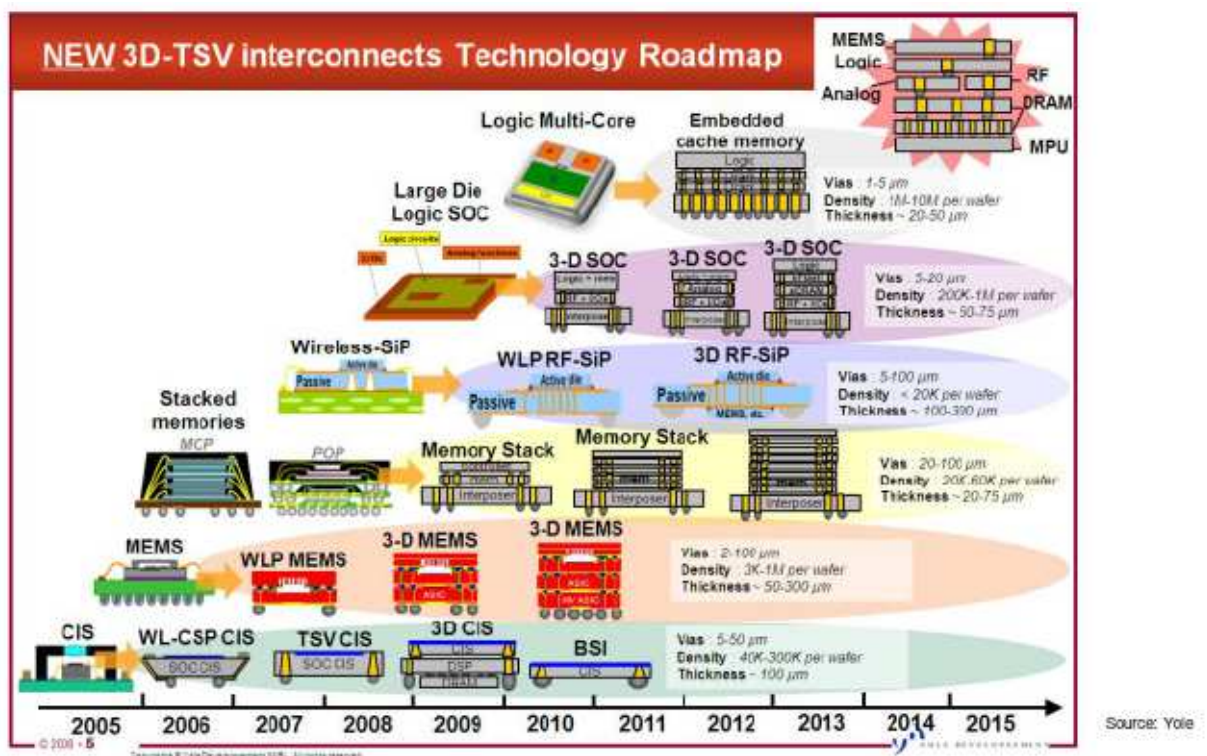 NEW 3D-TSV interconnects Technology Roadmap
MEMS
Logic
RF
Analog
DRAM
MPU
Logic Multi-Core
Embedded
cache memory
Logic
Vias : 1-5 µm
Density : 1M-10M per wafer
Thickness ~ 20-50 µm
Large Die
Logic SOC
Logic circuits
3-D SOC
3-D SOC
3-D SOC
Logic
Interposer
Vias : 5-20 µm
Density : 200K-1M per wafer
Thickness ~ 50-75 µm
Wireless-SiP
Active die
Passive
WLP RF-SiP
Active die
Passive
3D RF-SiP
Active die
Passive
MEMS, etc.
Vias : 5-100 µm
Density : < 20K per wafer
Thickness ~ 100-300 µm
Stacked
memories
MCP
POP
Memory Stack
Interposer
Memory Stack
Interposer
Interposer
Vias : 20-100 µm
Density : 20K-60K per wafer
Thickness ~ 20-75 µm
MEMS
WLP MEMS
3-D MEMS
ASIC
3-D MEMS
ASIC
Vias : 2-100 µm
Density : 3K-1M per wafer
Thickness ~ 50-300 µm
CIS
WL-CSP CIS
SOC CIS
TSV CIS
SOC CIS
3D CIS
CIS
DSP
DRAM
BSI
CIS
Vias : 5-50 µm
Density : 40K-300K per wafer
Thickness ~ 100 µm
2005 2006 2007 2008 2009 2010 2011 2012 2013 2014 2015
Source: Yole
YOLE DEVELOPPEMENT